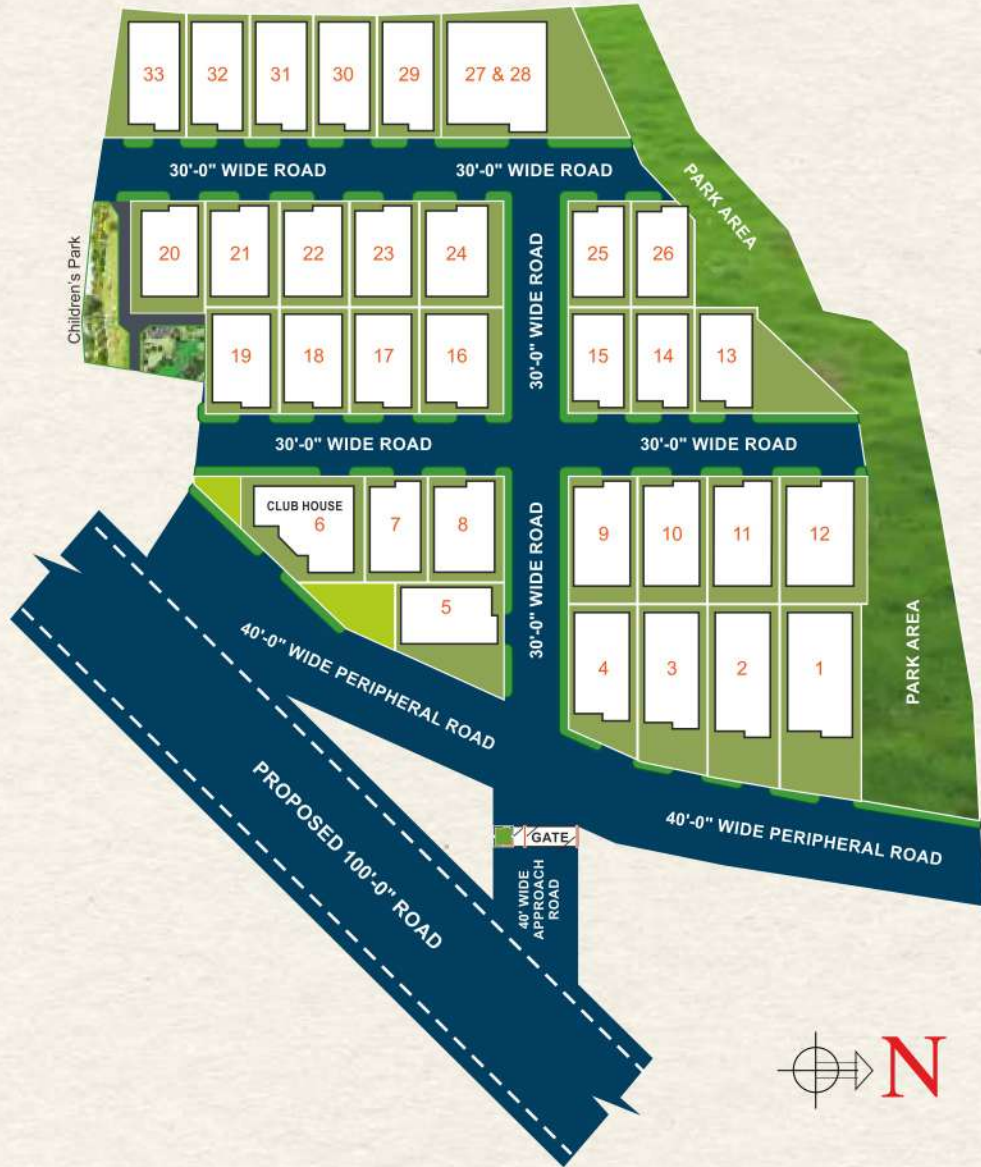 33
32
31
30
29
27 & 28
30'-0" WIDE ROAD
30'-0" WIDE ROAD
PARK AREA
Children's Park
20
21
22
23
24
25
26
30'-0" WIDE ROAD
19
18
17
16
15
14
13
30'-0" WIDE ROAD
30'-0" WIDE ROAD
CLUB HOUSE
6
7
8
9
10
11
12
30'-0" WIDE ROAD
5
4
3
2
1
PARK AREA
40'-0" WIDE PERIPHERAL ROAD
PROPOSED 100'-0" ROAD
GATE
40'-0" WIDE PERIPHERAL ROAD
40' WIDE
APPROACH
ROAD
N